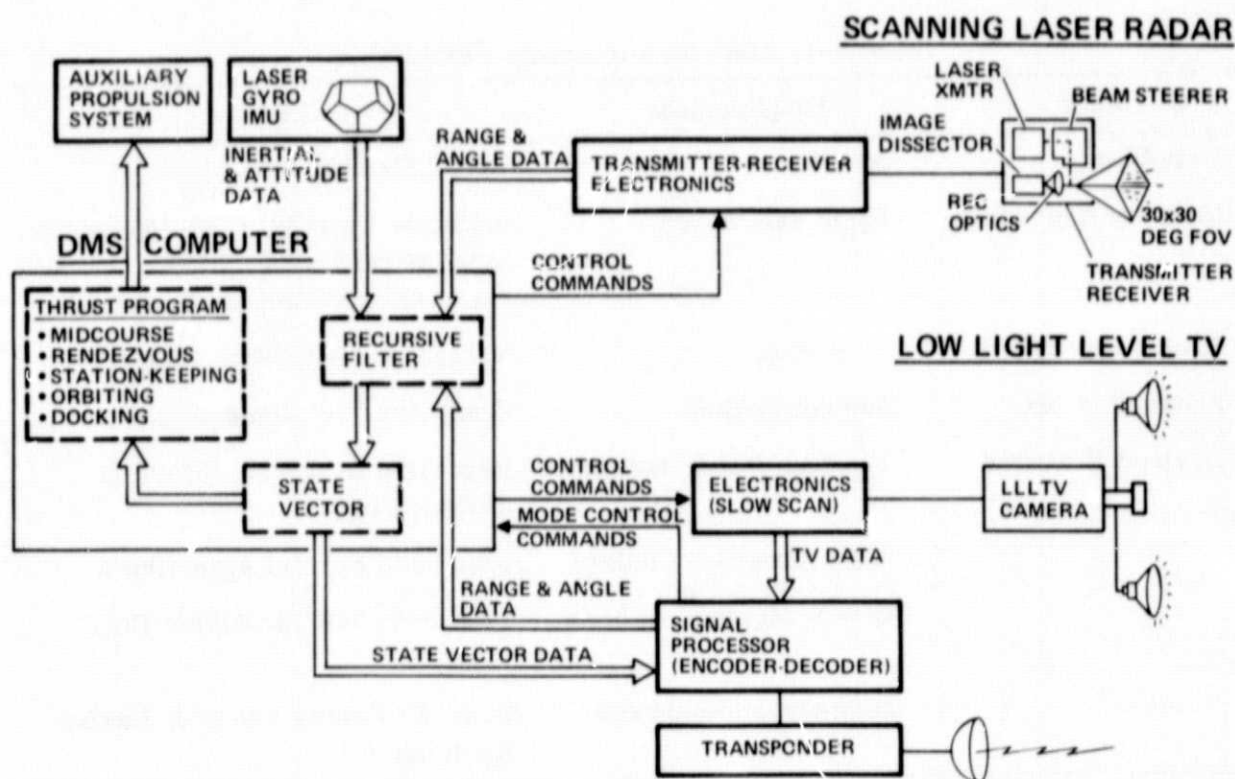 SCANNING LASER RADAR
AUXILIARY
PROPULSION
SYSTEM
LASER
GYRO
IMU
INERTIAL
& ATTITUDE
DATA
RANGE &
ANGLE DATA
TRANSMITTER-RECEIVER
ELECTRONICS
LASER
XMTR
BEAM STEERER
IMAGE
DISSECTOR
REC
OPTICS
30x30
DEG FOV
TRANSMITTER
RECEIVER
CONTROL
COMMANDS
DMS COMPUTER
THRUST PROGRAM
• MIDCOURSE
• RENDEZVOUS
• STATION-KEEPING
• ORBITING
• DOCKING
RECURSIVE
FILTER
STATE
VECTOR
LOW LIGHT LEVEL TV
CONTROL
COMMANDS
MODE CONTROL
COMMANDS
ELECTRONICS
(SLOW SCAN)
LLLTV
CAMERA
TV DATA
RANGE & ANGLE
DATA
SIGNAL
PROCESSOR
(ENCODER-DECODER)
STATE VECTOR DATA
TRANSPONDER